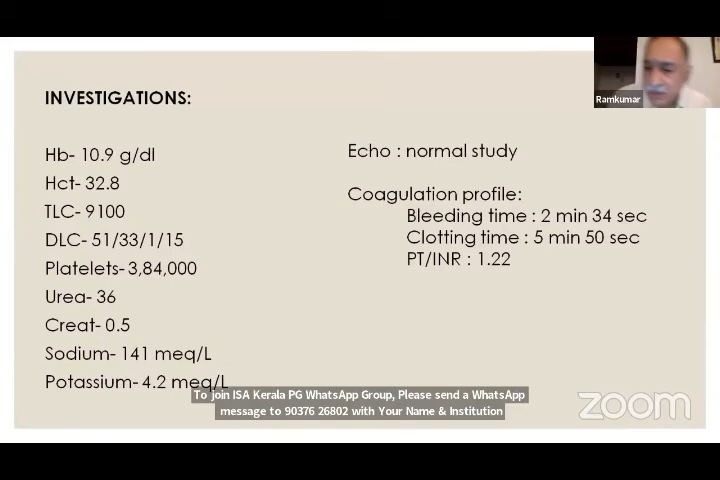 Ramkumar
INVESTIGATIONS:
Hb- 10.9 g/dl
Hct- 32.8
TLC- 9100
DLC- 51/33/1/15
Platelets- 3,84,000
Urea- 36
Creat- 0.5
Sodium- 141 meq/L
Potassium- 4.2 meq/L
Echo : normal study
Coagulation profile:
Bleeding time : 2 min 34 sec
Clotting time : 5 min 50 sec
PT/INR : 1.22
To join ISA Kerala PG WhatsApp Group, Please send a WhatsApp
message to 90376 26802 with Your Name & Institution
zoom